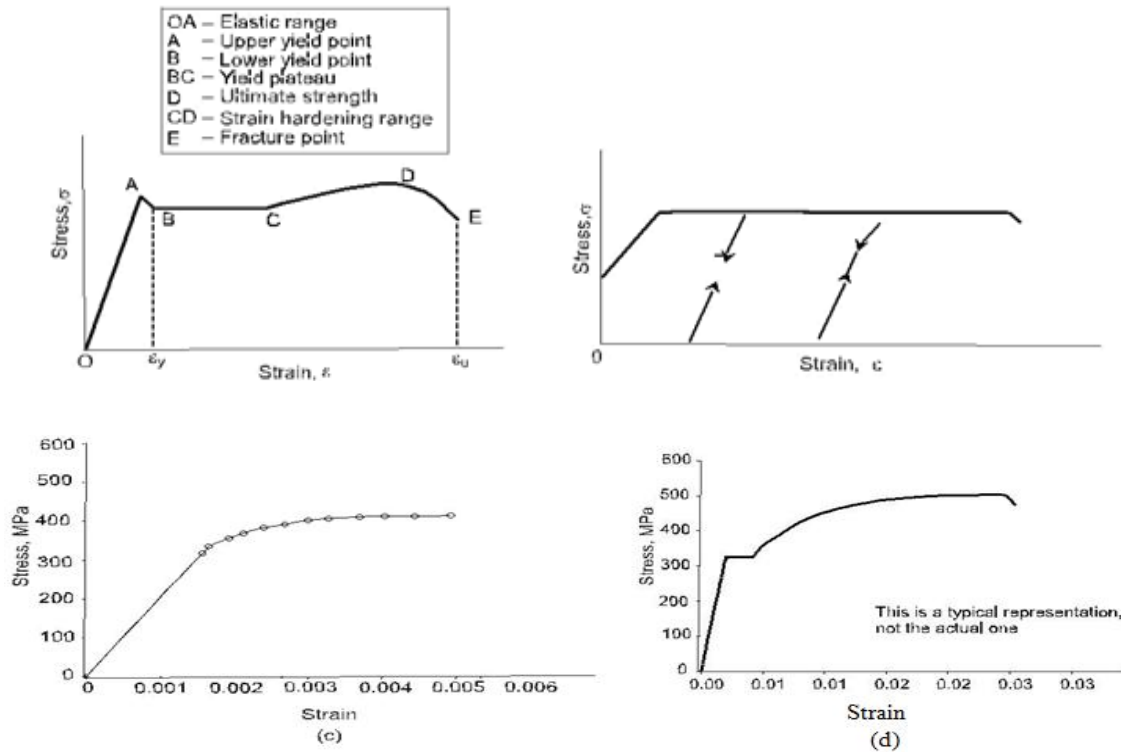 OA – Elastic range
A – Upper yield point
B – Lower yield point
BC – Yield plateau
D – Ultimate strength
CD – Strain hardening range
E – Fracture point
Stress,σ
A
B
C
D
E
O
εy
εu
Strain, ε
Stress,σ
0
Strain, ε
600
500
400
300
200
100
0
Stress, MPa
0 0.001 0.002 0.003 0.004 0.005 0.006
Strain
(c)
600
500
400
300
200
100
0
Stress, MPa
This is a typical representation,
not the actual one
0.00 0.01 0.01 0.02 0.02 0.03 0.03
Strain
(d)